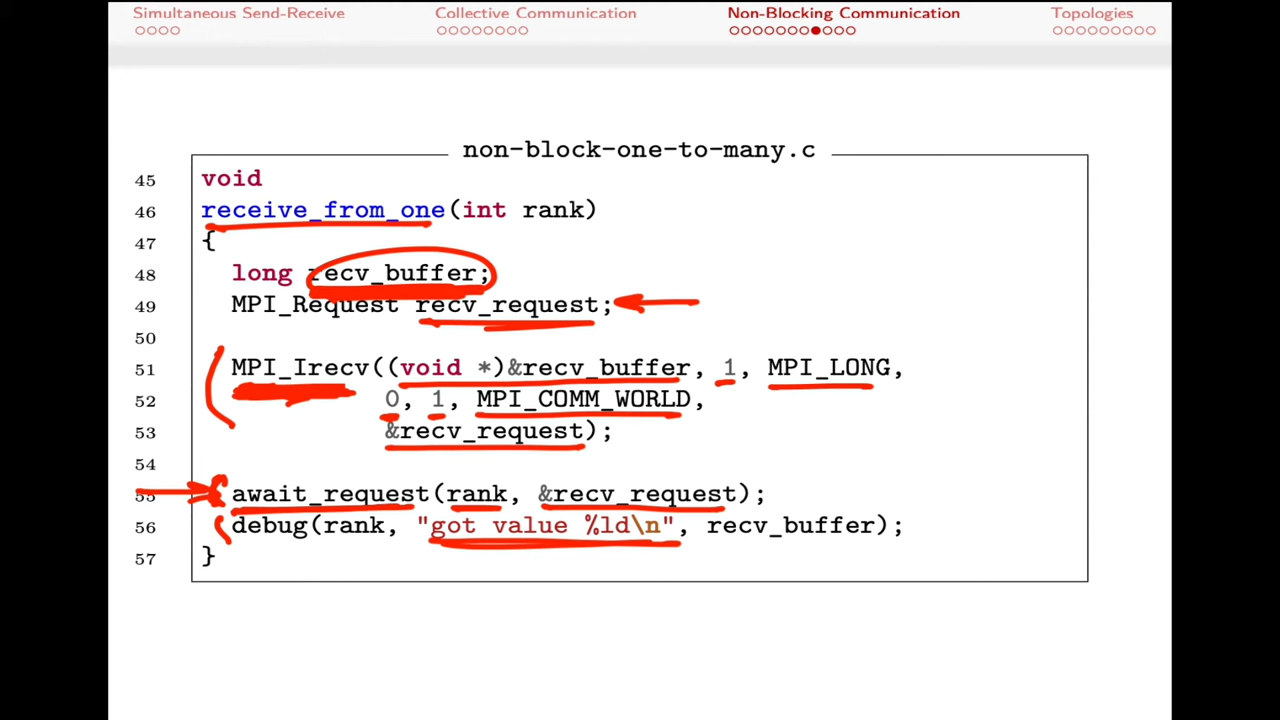 Simultaneous Send-Receive Collective Communication Non-Blocking Communication Topologies
non-block-one-to-many.c
45 void
46 receive_from_one(int rank)
47 {
48 long recv_buffer;
49 MPI_Request recv_request;
50
51 MPI_Irecv((void *)&recv_buffer, 1, MPI_LONG,
52 0, 1, MPI_COMM_WORLD,
53 &recv_request);
54
55 await_request(rank, &recv_request);
56 debug(rank, "got value %ld\n", recv_buffer);
57 }